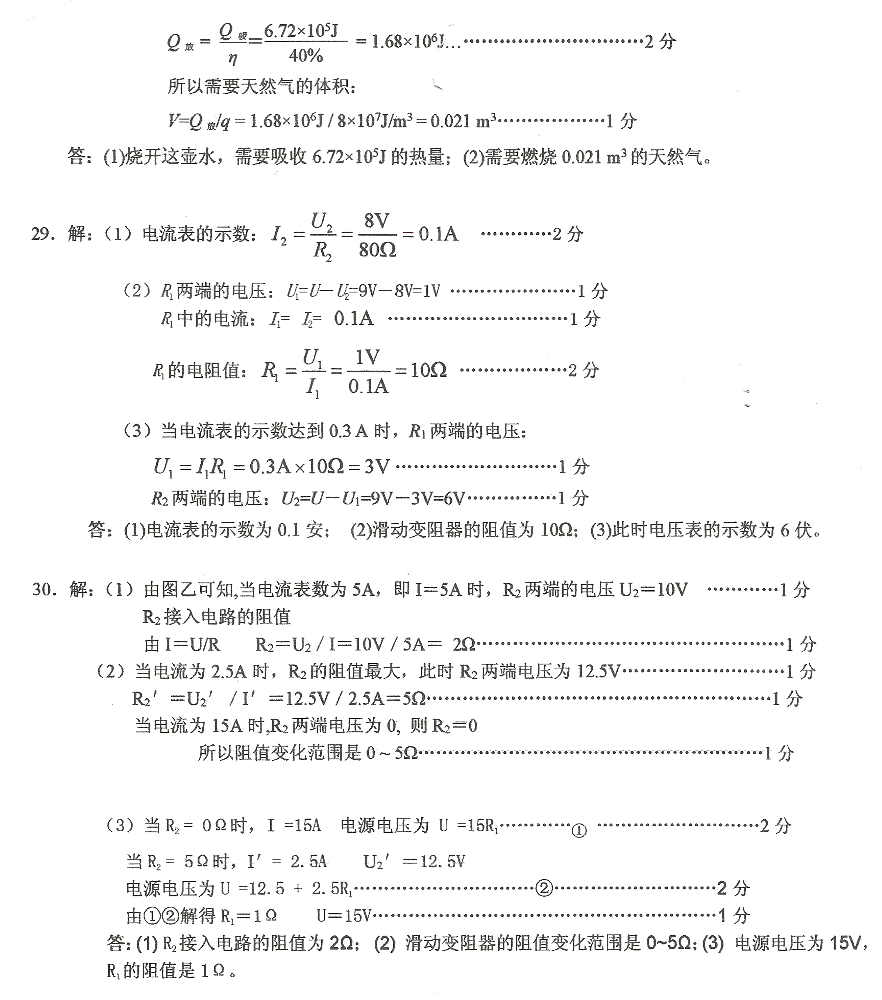 Q放 = Q吸/η = 6.72×10⁵J/40% = 1.68×10⁶J………………………………2 分
所以需要天然气的体积：
V=Q放/q = 1.68×10⁶J / 8×10⁷J/m³ = 0.021 m³………………1 分
答：(1)烧开这壶水，需要吸收 6.72×10⁵J 的热量；(2)需要燃烧 0.021 m³ 的天然气。
29．解：（1）电流表的示数：I₂ = U₂/R₂ = 8V/80Ω = 0.1A …………2 分
（2）R₁两端的电压：U₁=U－U₂=9V－8V=1V …………………1 分
R₁中的电流：I₁= I₂= 0.1A …………………………1 分
R₁的电阻值：R₁ = U₁/I₁ = 1V/0.1A = 10Ω ………………2 分
（3）当电流表的示数达到 0.3 A 时，R₁ 两端的电压：
U₁ = I₁R₁ = 0.3A×10Ω = 3V ………………………1 分
R₂ 两端的电压：U₂=U－U₁=9V－3V=6V……………1 分
答：(1)电流表的示数为 0.1 安； (2)滑动变阻器的阻值为 10Ω；(3)此时电压表的示数为 6 伏。
30．解：（1）由图乙可知,当电流表数为 5A，即 I＝5A 时，R₂ 两端的电压 U₂＝10V …………1 分
R₂ 接入电路的阻值
由 I＝U/R R₂＝U₂ / I＝10V / 5A＝ 2Ω……………………………………………1 分
（2）当电流为 2.5A 时，R₂ 的阻值最大，此时 R₂ 两端电压为 12.5V………………………1 分
R₂′ ＝U₂′ / I′ ＝12.5V / 2.5A＝5Ω…………………………………………………1 分
当电流为 15A 时,R₂ 两端电压为 0, 则 R₂＝0
所以阻值变化范围是 0～5Ω…………………………………………………1 分
（3）当 R₂ = 0Ω时，I =15A 电源电压为 U =15R₁…………① ………………………2 分
当 R₂ = 5Ω时，I′ = 2.5A U₂′ ＝12.5V
电源电压为 U =12.5 + 2.5R₁…………………………②………………………2 分
由①②解得 R₁＝1Ω U＝15V…………………………………………………1 分
答：(1) R₂接入电路的阻值为 2Ω； (2) 滑动变阻器的阻值变化范围是 0~5Ω；(3) 电源电压为 15V，
R₁的阻值是 1Ω。